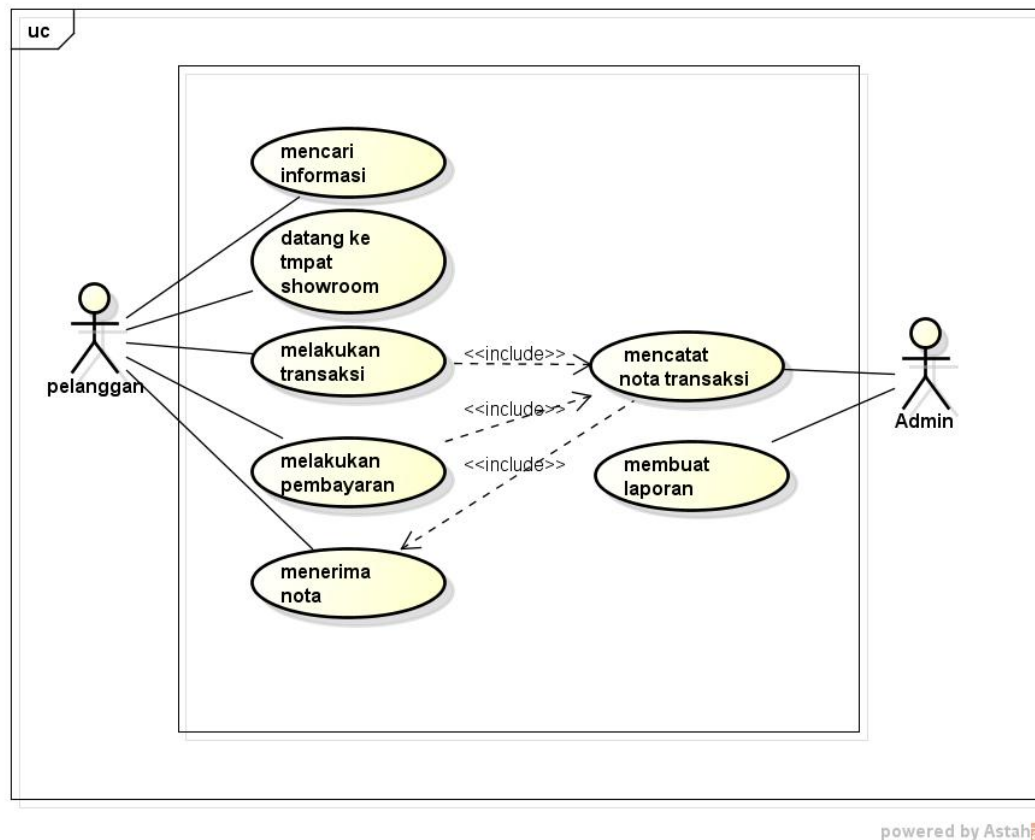 uc
mencari
informasi
datang ke
tmpat
showroom
pelanggan
melakukan
transaksi
<<include>>
mencatat
nota transaksi
Admin
<<include>>
melakukan
pembayaran
<<include>>
membuat
laporan
menerima
nota
powered by Astah